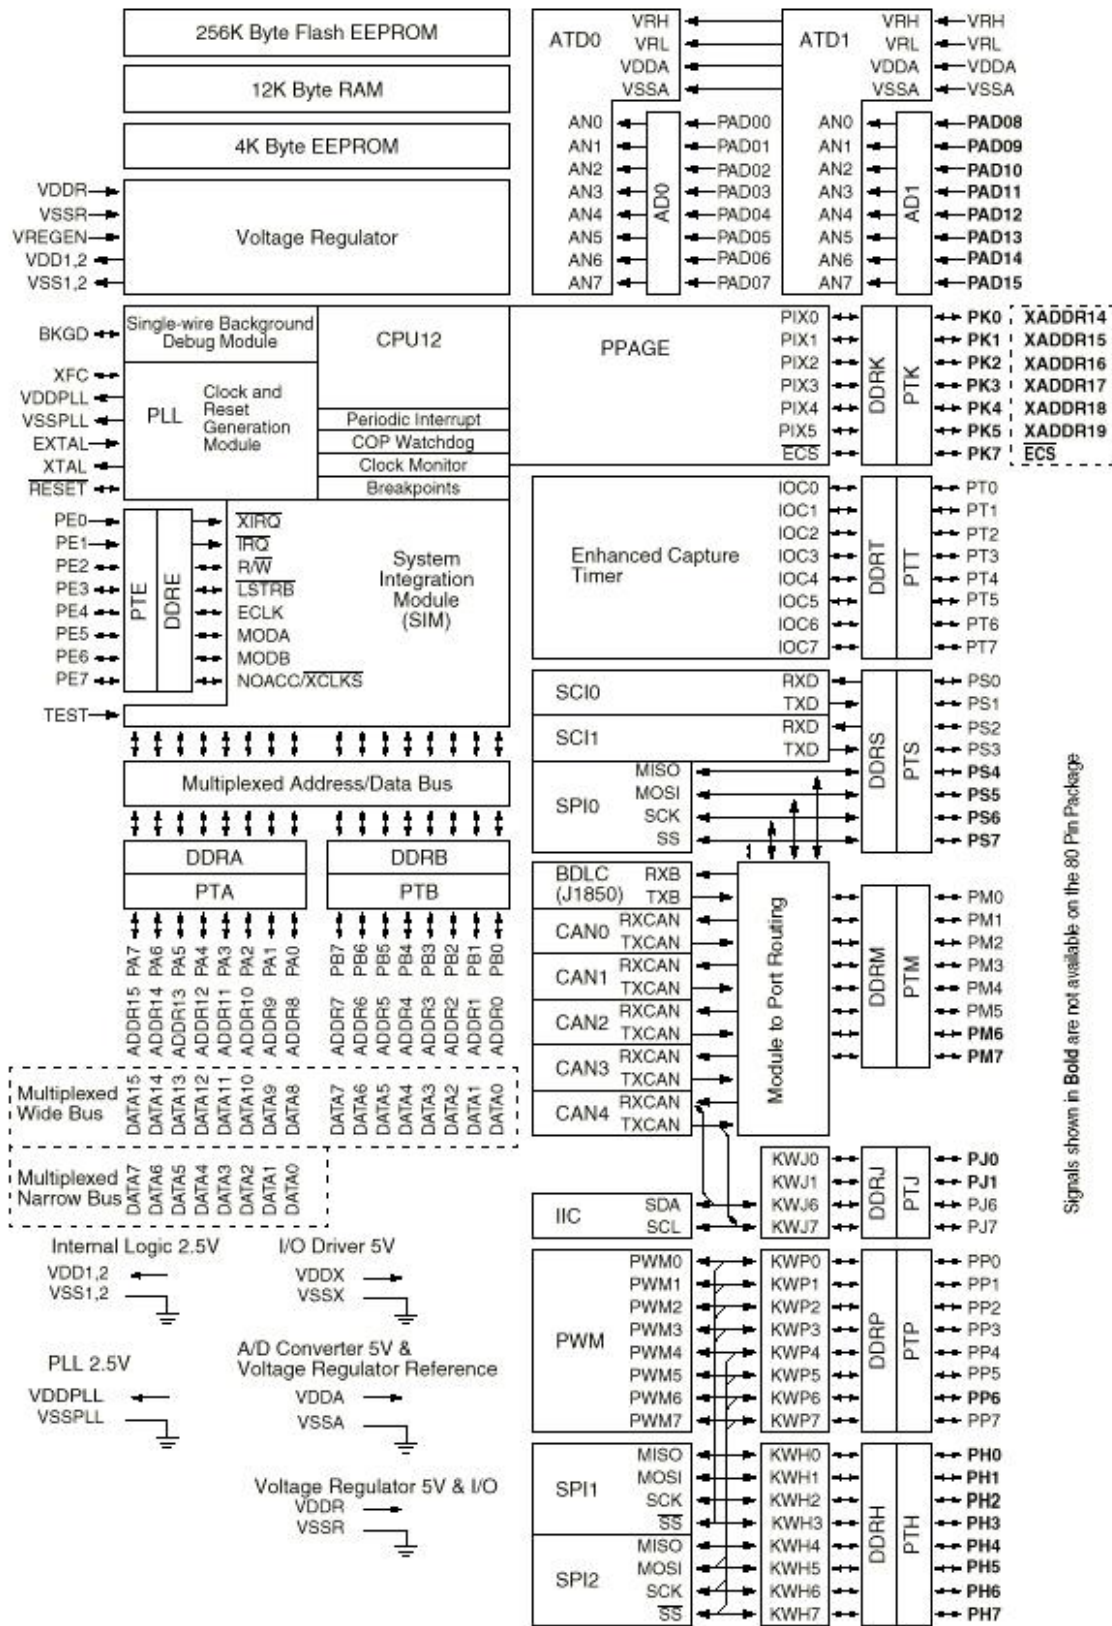 256K Byte Flash EEPROM
12K Byte RAM
4K Byte EEPROM
VDDR
VSSR
VREGEN
VDD1,2
VSS1,2
Voltage Regulator
ATD0
VRH
VRL
VDDA
VSSA
ATD1
VRH
VRL
VDDA
VSSA
VRH
VRL
VDDA
VSSA
AN0
AN1
AN2
AN3
AN4
AN5
AN6
AN7
AD0
PAD00
PAD01
PAD02
PAD03
PAD04
PAD05
PAD06
PAD07
AN0
AN1
AN2
AN3
AN4
AN5
AN6
AN7
AD1
PAD08
PAD09
PAD10
PAD11
PAD12
PAD13
PAD14
PAD15
BKGD
XFC
VDDPLL
VSSPLL
EXTAL
XTAL
RESET
Single-wire Background
Debug Module
PLL
Clock and
Reset
Generation
Module
CPU12
Periodic Interrupt
COP Watchdog
Clock Monitor
Breakpoints
PPAGE
PIX0
PIX1
PIX2
PIX3
PIX4
PIX5
ECS
DDRK
PTK
PK0
PK1
PK2
PK3
PK4
PK5
PK7
XADDR14
XADDR15
XADDR16
XADDR17
XADDR18
XADDR19
ECS
PE0
PE1
PE2
PE3
PE4
PE5
PE6
PE7
TEST
PTE
DDRE
XIRQ
IRQ
R/W
LSTRB
ECLK
MODA
MODB
NOACC/XCLKS
System
Integration
Module
(SIM)
Enhanced Capture
Timer
IOC0
IOC1
IOC2
IOC3
IOC4
IOC5
IOC6
IOC7
DDRT
PTT
PT0
PT1
PT2
PT3
PT4
PT5
PT6
PT7
SCI0
RXD
TXD
SCI1
RXD
TXD
SPI0
MISO
MOSI
SCK
SS
DDRS
PTS
PS0
PS1
PS2
PS3
PS4
PS5
PS6
PS7
Multiplexed Address/Data Bus
DDRA
PTA
DDRB
PTB
PA7
PA6
PA5
PA4
PA3
PA2
PA1
PA0
PB7
PB6
PB5
PB4
PB3
PB2
PB1
PB0
ADDR15
ADDR14
ADDR13
ADDR12
ADDR11
ADDR10
ADDR9
ADDR8
ADDR7
ADDR6
ADDR5
ADDR4
ADDR3
ADDR2
ADDR1
ADDR0
Multiplexed
Wide Bus
DATA15
DATA14
DATA13
DATA12
DATA11
DATA10
DATA9
DATA8
DATA7
DATA6
DATA5
DATA4
DATA3
DATA2
DATA1
DATA0
Multiplexed
Narrow Bus
DATA7
DATA6
DATA5
DATA4
DATA3
DATA2
DATA1
DATA0
BDLC
(J1850)
RXB
TXB
CAN0
RXCAN
TXCAN
CAN1
RXCAN
TXCAN
CAN2
RXCAN
TXCAN
CAN3
RXCAN
TXCAN
CAN4
RXCAN
TXCAN
Module to Port Routing
DDRM
PTM
PM0
PM1
PM2
PM3
PM4
PM5
PM6
PM7
Signals shown in Bold are not available on the 80 Pin Package
IIC
SDA
SCL
KWJ0
KWJ1
KWJ6
KWJ7
DDRJ
PTJ
PJ0
PJ1
PJ6
PJ7
Internal Logic 2.5V
VDD1,2
VSS1,2
I/O Driver 5V
VDDX
VSSX
PLL 2.5V
VDDPLL
VSSPLL
A/D Converter 5V &
Voltage Regulator Reference
VDDA
VSSA
Voltage Regulator 5V & I/O
VDDR
VSSR
PWM
PWM0
PWM1
PWM2
PWM3
PWM4
PWM5
PWM6
PWM7
KWP0
KWP1
KWP2
KWP3
KWP4
KWP5
KWP6
KWP7
DDRP
PTP
PP0
PP1
PP2
PP3
PP4
PP5
PP6
PP7
SPI1
MISO
MOSI
SCK
SS
SPI2
MISO
MOSI
SCK
SS
KWH0
KWH1
KWH2
KWH3
KWH4
KWH5
KWH6
KWH7
DDRH
PTH
PH0
PH1
PH2
PH3
PH4
PH5
PH6
PH7